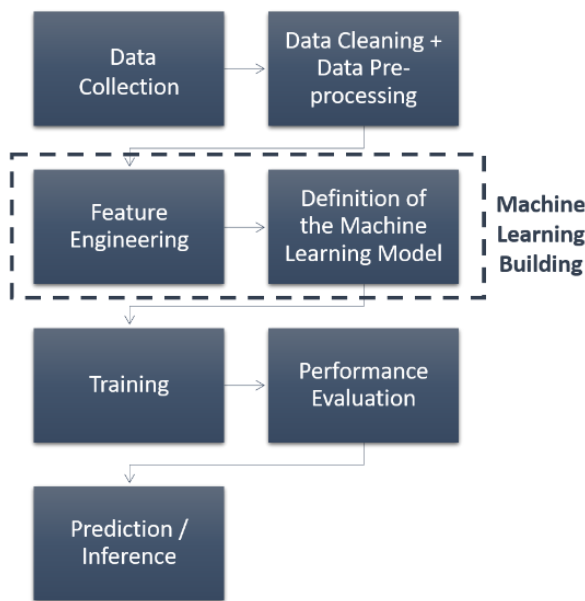 Data
Collection
Data Cleaning +
Data Pre-
processing
Feature
Engineering
Definition of
the Machine
Learning Model
Machine
Learning
Building
Training
Performance
Evaluation
Prediction /
Inference